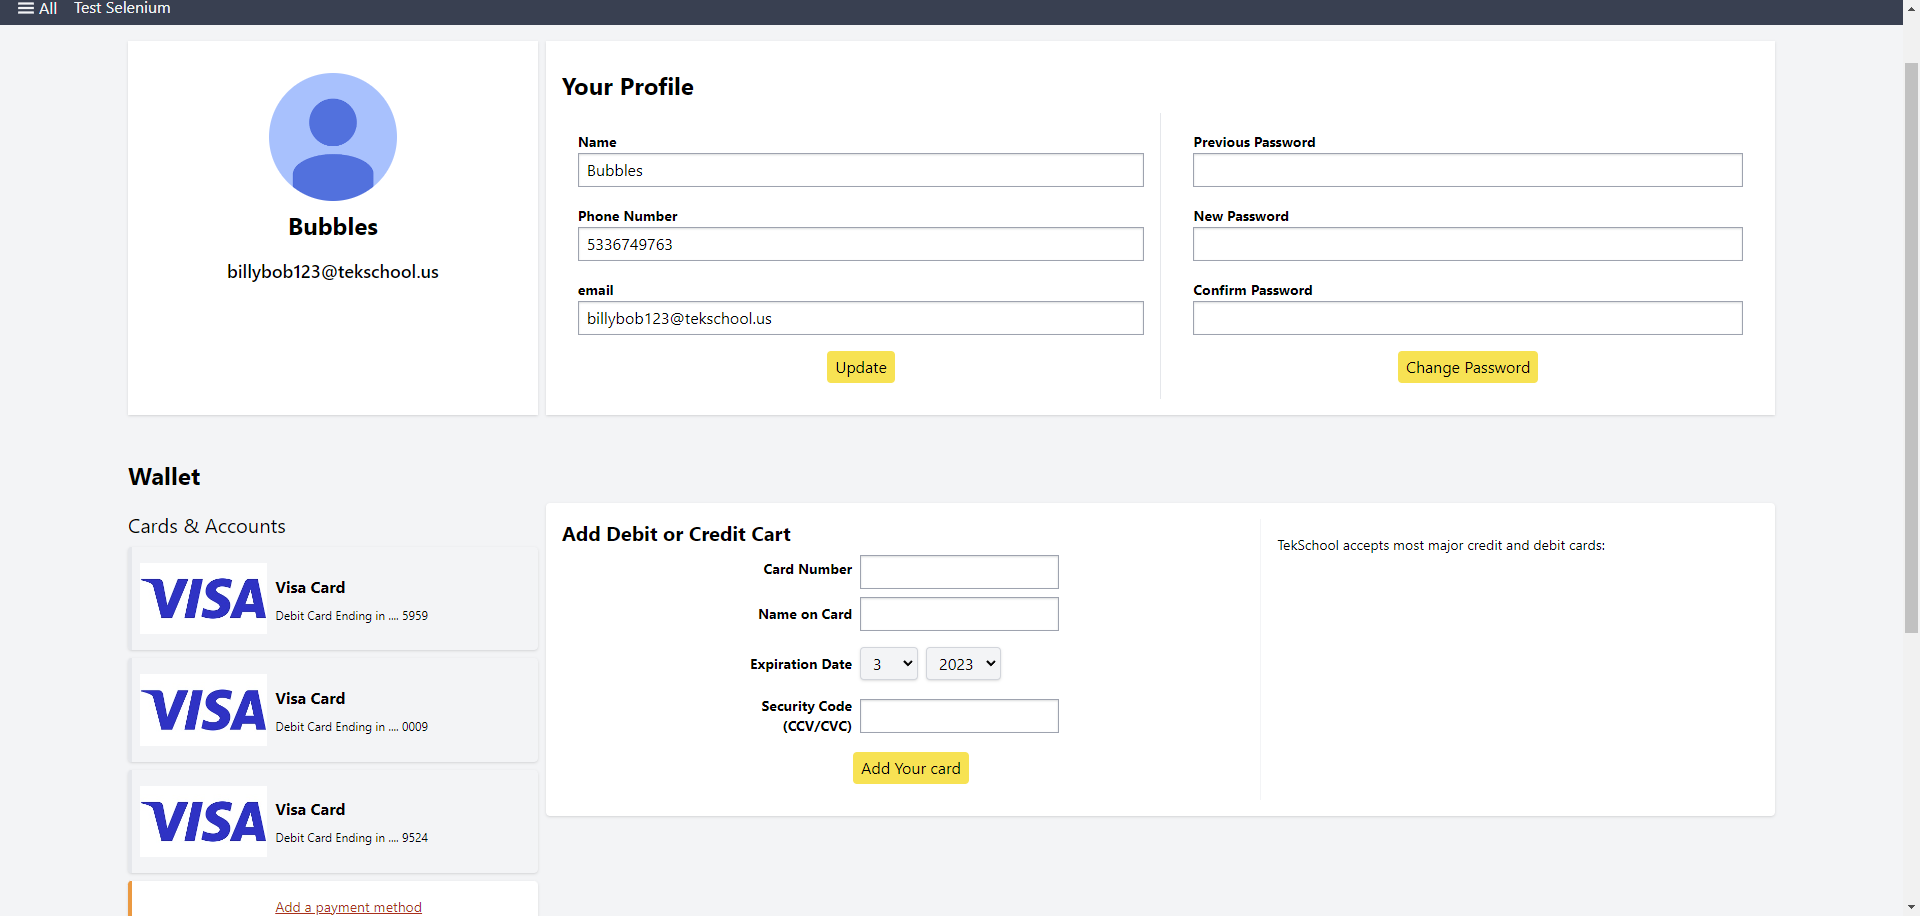 All Test Selenium
Bubbles
billybob123@tekschool.us
Your Profile
Name
Bubbles
Phone Number
5336749763
email
billybob123@tekschool.us
Update
Previous Password
New Password
Confirm Password
Change Password
Wallet
Cards & Accounts
VISA
Visa Card
Debit Card Ending in .... 5959
VISA
Visa Card
Debit Card Ending in .... 0009
VISA
Visa Card
Debit Card Ending in .... 9524
Add a payment method
Add Debit or Credit Cart
Card Number
Name on Card
Expiration Date 3 2023
Security Code
(CCV/CVC)
Add Your card
TekSchool accepts most major credit and debit cards: